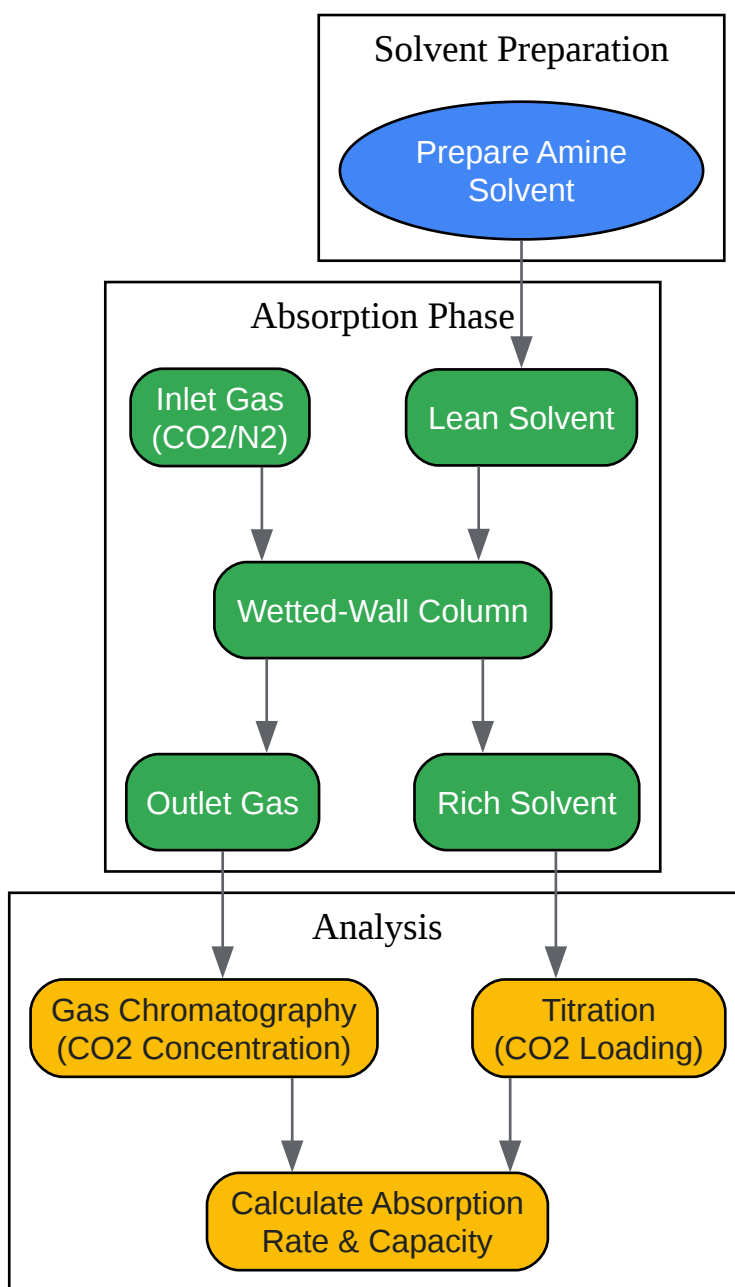 Solvent Preparation
Prepare Amine
Solvent
Absorption Phase
Inlet Gas
(CO2/N2)
Lean Solvent
Wetted-Wall Column
Outlet Gas
Rich Solvent
Analysis
Gas Chromatography
(CO2 Concentration)
Titration
(CO2 Loading)
Calculate Absorption
Rate & Capacity